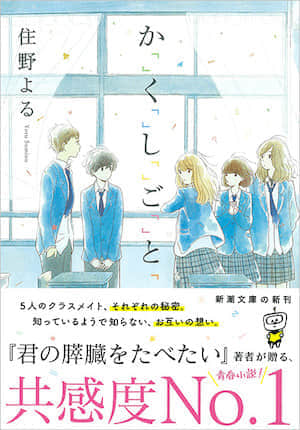 住野よる
Yoru Sumino
か「」く「」し「」ご「」と「
5人のクラスメイト、それぞれの秘密。
知っているようで知らない、お互いの想い。
新潮文庫の新刊
『君の膵臓をたべたい』著者が贈る、
青春小説!
共感度No.1